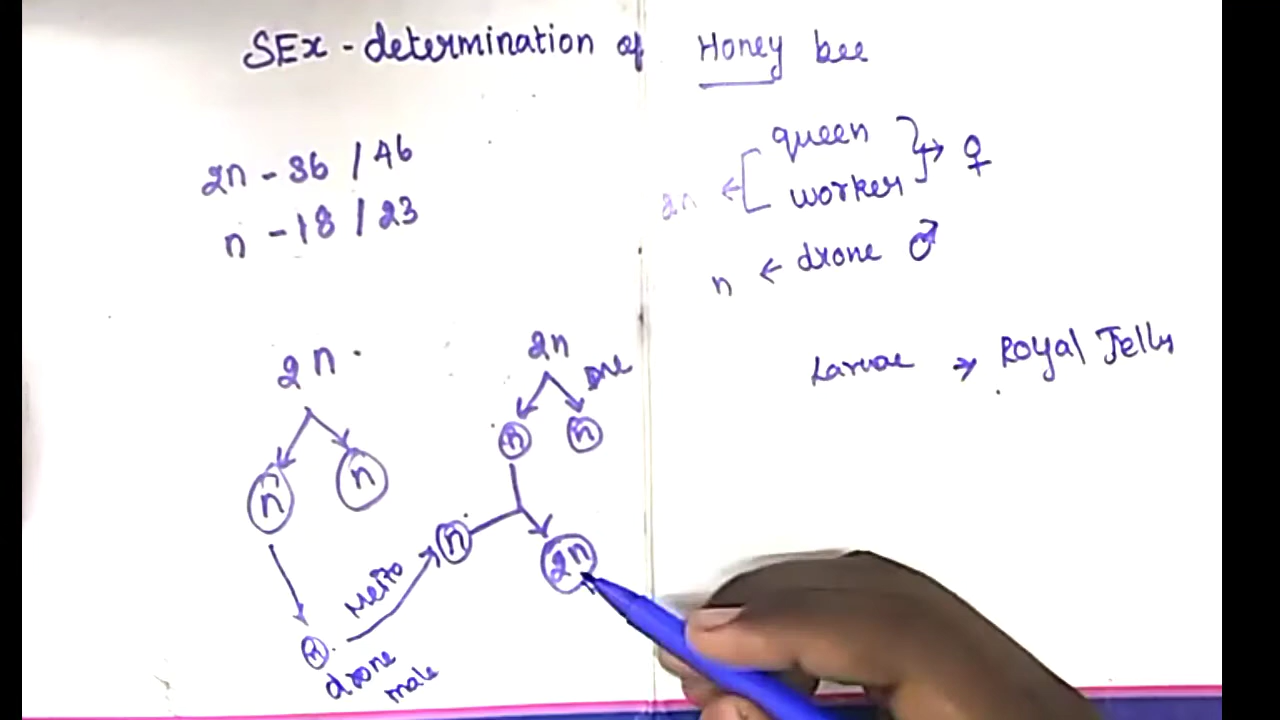 SEx - determination of Honey bee
2n - 36 / 46
n - 18 / 23
queen
worker
♀
2n ←
n ← drone ♂
Larvae → Royal Jelly
2n
n n
2n
n n
n
2n
n
drone
male